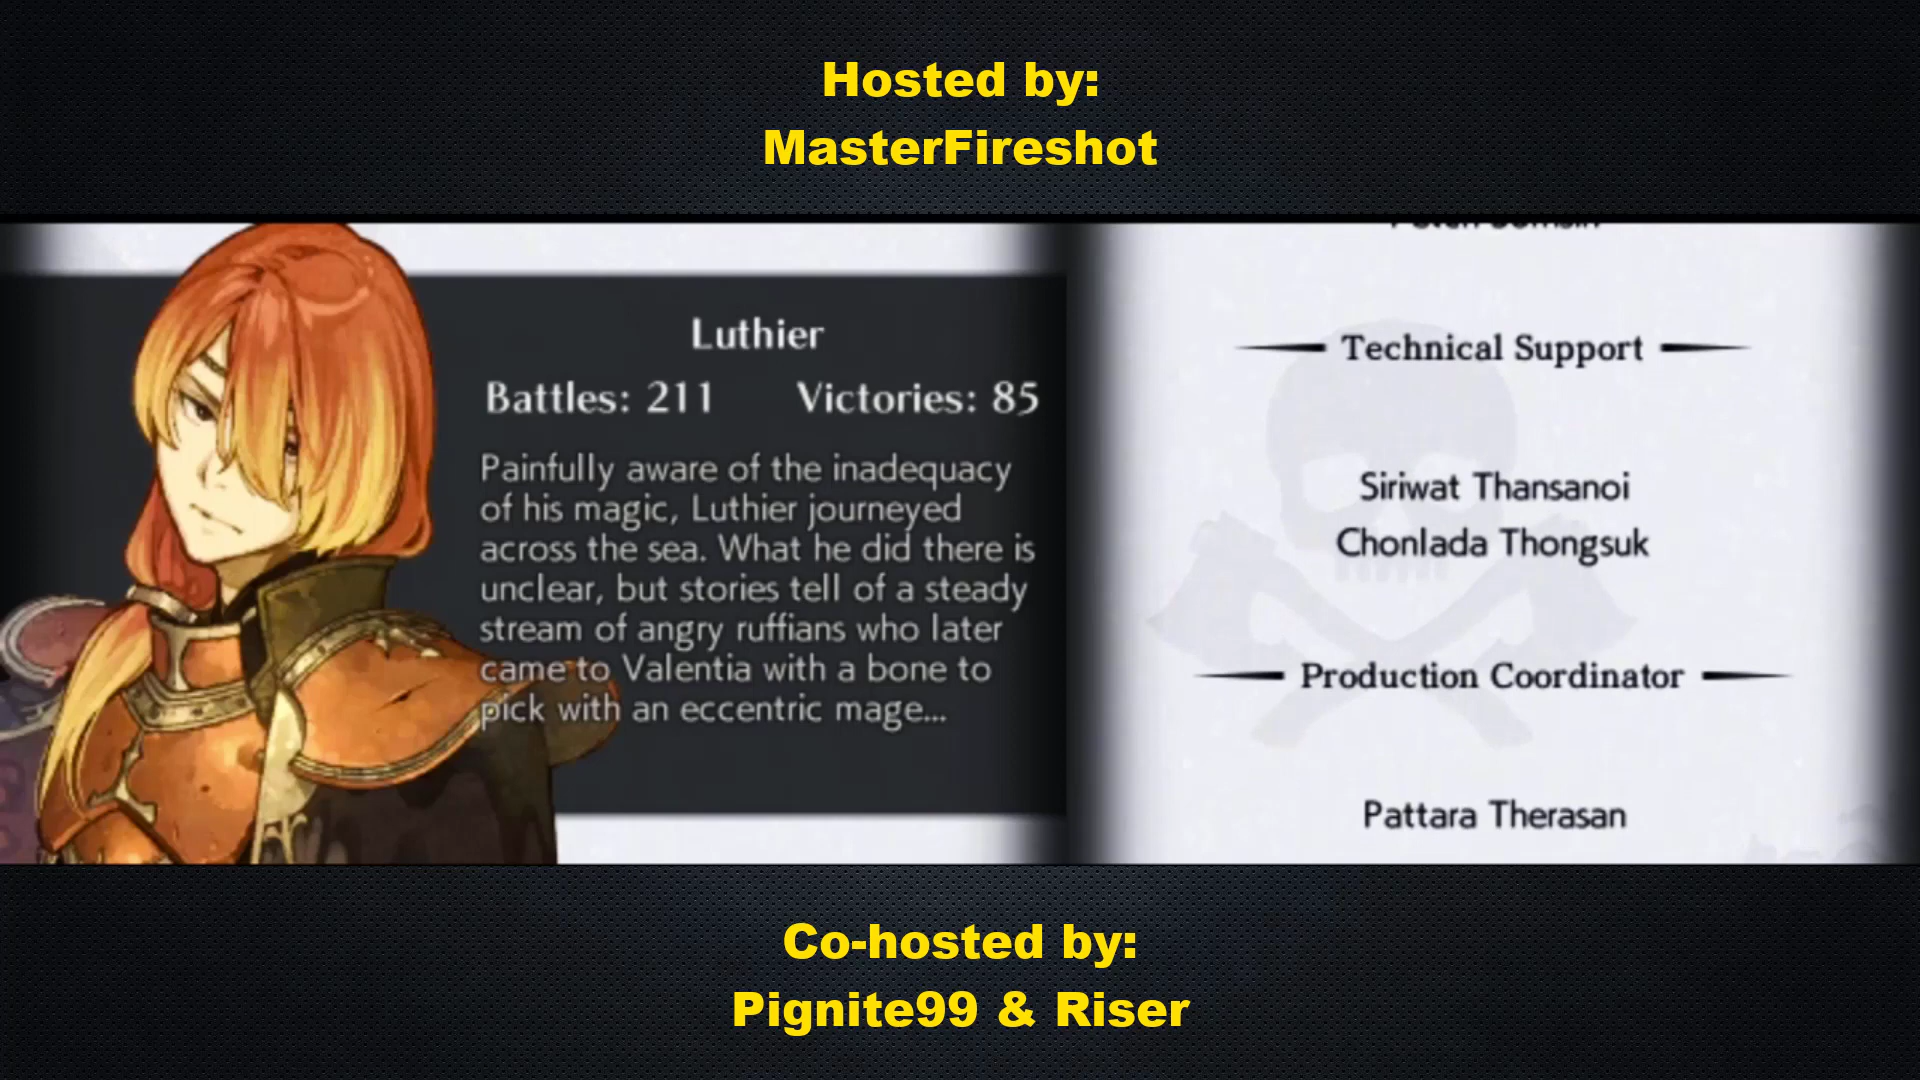 Hosted by:
MasterFireshot
Luthier
Battles: 211 Victories: 85
Painfully aware of the inadequacy
of his magic, Luthier journeyed
across the sea. What he did there is
unclear, but stories tell of a steady
stream of angry ruffians who later
came to Valentia with a bone to
pick with an eccentric mage...
Technical Support
Siriwat Thansanoi
Chonlada Thongsuk
Production Coordinator
Pattara Therasan
Co-hosted by:
Pignite99 & Riser